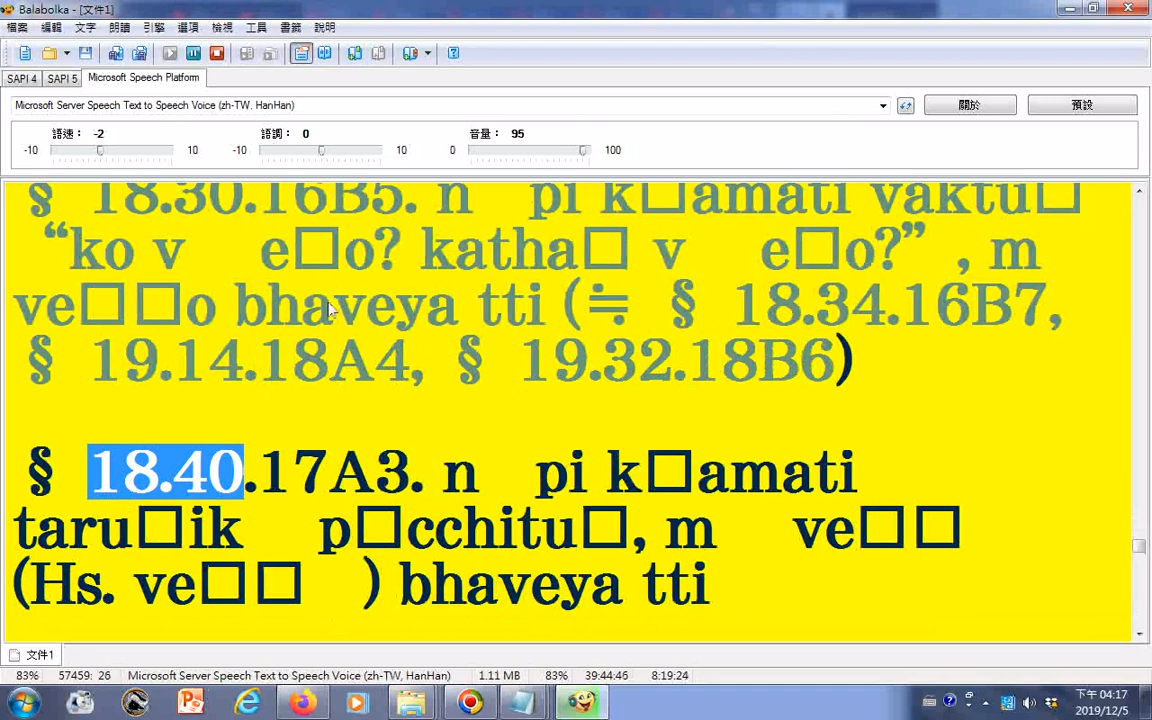 Balabolka - [文件1]
檔案 編輯 文字 朗讀 引擎 選項 檢視 工具 書籤 說明
SAPI 4 SAPI 5 Microsoft Speech Platform
Microsoft Server Speech Text to Speech Voice (zh-TW, HanHan) 關於 預設
語速： -2 語調： 0 音量： 95
-10 10 -10 10 0 100
§ 18.30.16B5. n pi k□amati vaktu□
“ko v e□o? katha□ v e□o?” , m
ve□□o bhaveya tti (≒ § 18.34.16B7,
§ 19.14.18A4, § 19.32.18B6)
§ 18.40.17A3. n pi k□amati
taru□ik p□cchitu□, m ve□□
(Hs. ve□□ ) bhaveya tti
文件1
83% 57459: 26 Microsoft Server Speech Text to Speech Voice (zh-TW, HanHan) 1.11 MB 83% 39:44:46 8:19:24
下午 04:17
2019/12/5